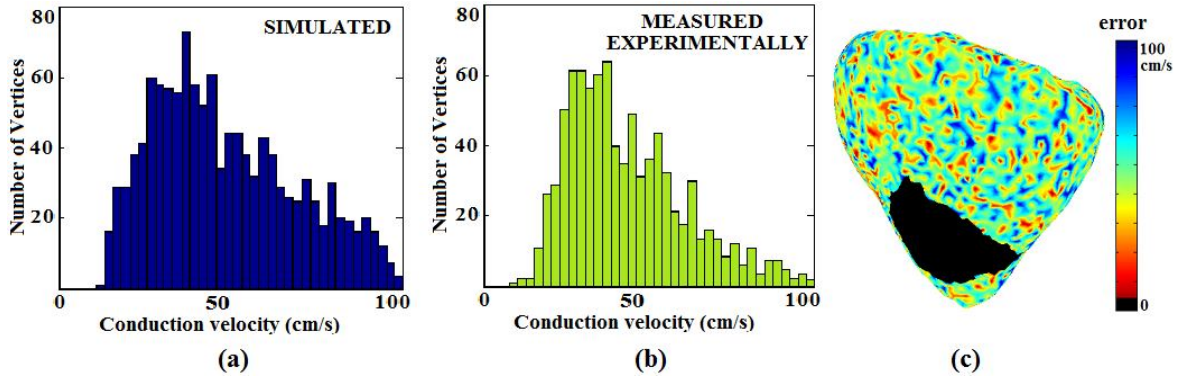 SIMULATED
Number of Vertices
80
60
40
20
0
50
100
Conduction velocity (cm/s)
(a)
MEASURED
EXPERIMENTALLY
Number of Vertices
80
60
40
20
0
50
100
Conduction velocity (cm/s)
(b)
error
100
cm/s
0
(c)